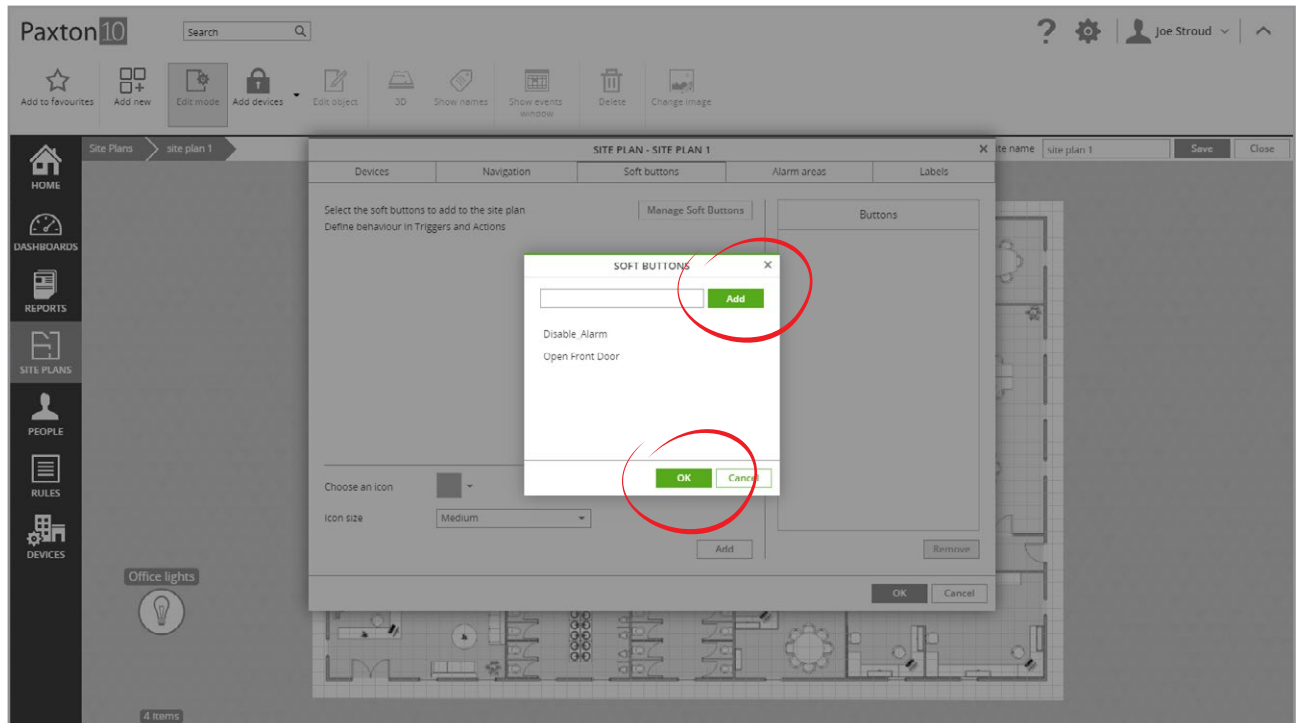 Paxton 10
Search
Joe Stroud
Add to favourites
Add new
Edit mode
Add devices
Edit object
3D
Show names
Show events
window
Delete
Change image
Site Plans
site plan 1
SITE PLAN - SITE PLAN 1
ite name
site plan 1
Save
Close
HOME
DASHBOARDS
REPORTS
SITE PLANS
PEOPLE
RULES
DEVICES
Devices
Navigation
Soft buttons
Alarm areas
Labels
Select the soft buttons to add to the site plan
Define behaviour in Triggers and Actions
Manage Soft Buttons
Buttons
SOFT BUTTONS
Add
Disable_Alarm
Open Front Door
OK
Cancel
Choose an icon
Icon size
Medium
Add
Remove
OK
Cancel
Office lights
4 items